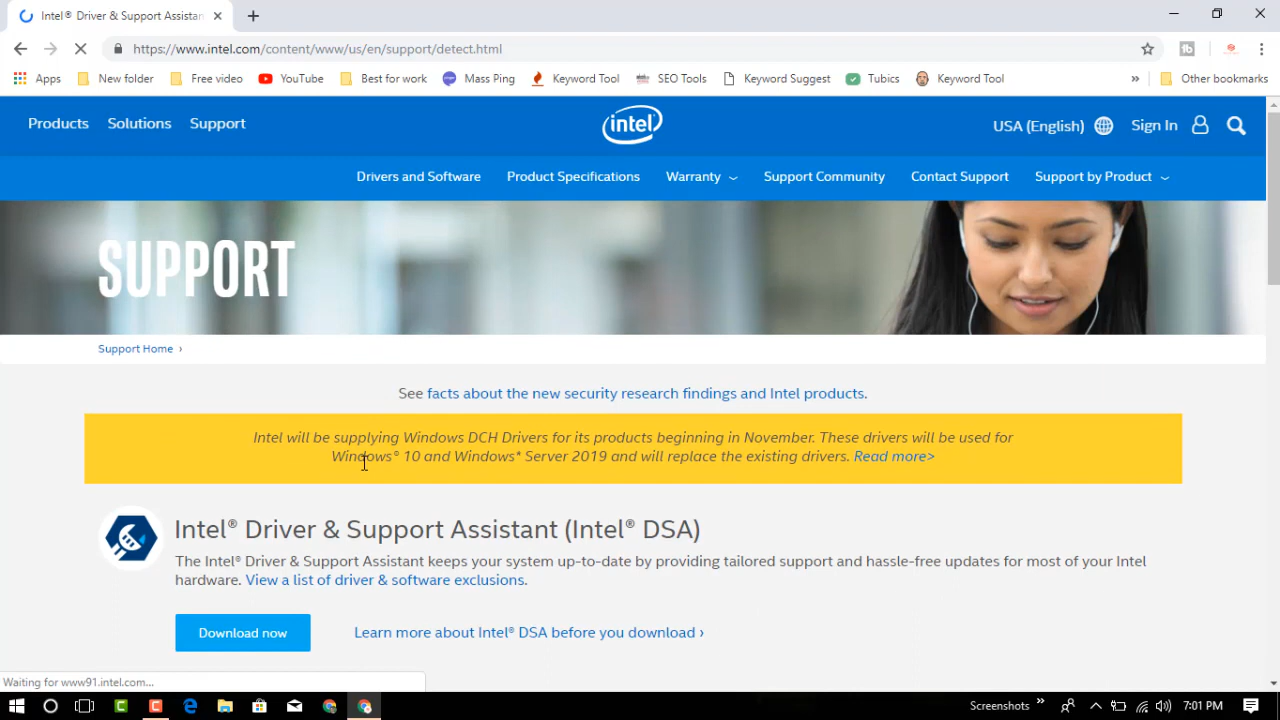 Intel® Driver & Support Assistan
https://www.intel.com/content/www/us/en/support/detect.html
Apps New folder Free video YouTube Best for work Mass Ping Keyword Tool SEO Tools Keyword Suggest Tubics Keyword Tool » Other bookmarks
Products Solutions Support intel USA (English) Sign In
Drivers and Software Product Specifications Warranty Support Community Contact Support Support by Product
SUPPORT
Support Home ›
See facts about the new security research findings and Intel products.
Intel will be supplying Windows DCH Drivers for its products beginning in November. These drivers will be used for
Windows® 10 and Windows* Server 2019 and will replace the existing drivers. Read more>
Intel® Driver & Support Assistant (Intel® DSA)
The Intel® Driver & Support Assistant keeps your system up-to-date by providing tailored support and hassle-free updates for most of your Intel
hardware. View a list of driver & software exclusions.
Download now Learn more about Intel® DSA before you download ›
Waiting for www91.intel.com...
Screenshots » 7:01 PM